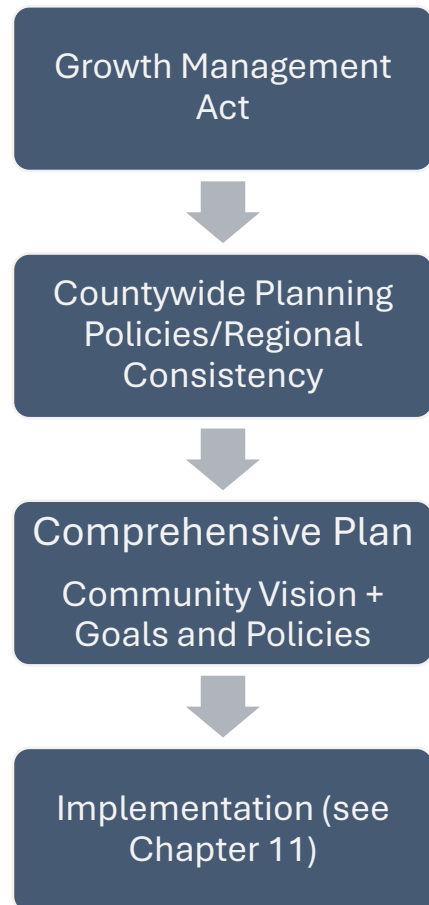 Growth Management
Act
Countywide Planning
Policies/Regional
Consistency
Comprehensive Plan
Community Vision +
Goals and Policies
Implementation (see
Chapter 11)